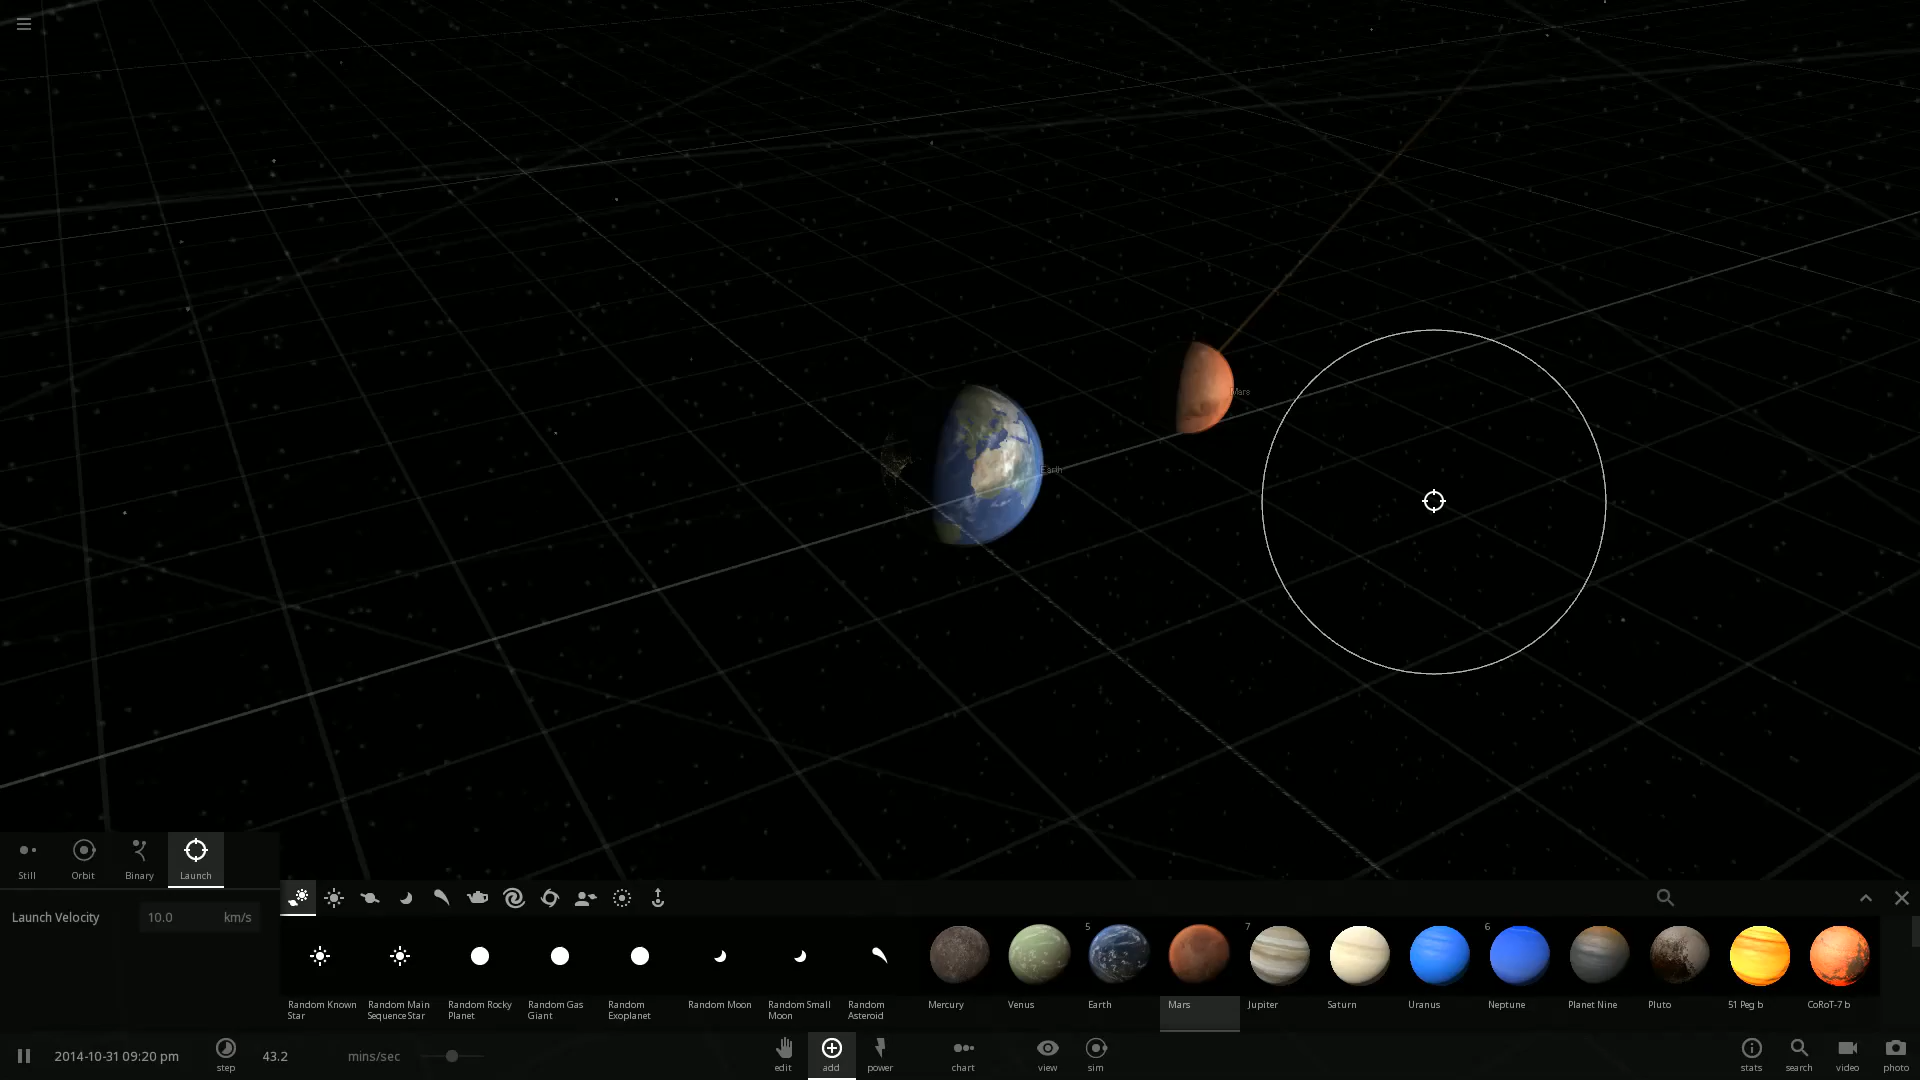 Mars
Earth
Still
Orbit
Binary
Launch
Launch Velocity
10.0
km/s
5
7
6
Random Known
Star
Random Main
Sequence Star
Random Rocky
Planet
Random Gas
Giant
Random
Exoplanet
Random Moon
Random Small
Moon
Random
Asteroid
Mercury
Venus
Earth
Mars
Jupiter
Saturn
Uranus
Neptune
Planet Nine
Pluto
51 Peg b
CoRoT-7 b
2014-10-31 09:20 pm
step
43.2
mins/sec
edit
add
power
chart
view
sim
stats
search
video
photo